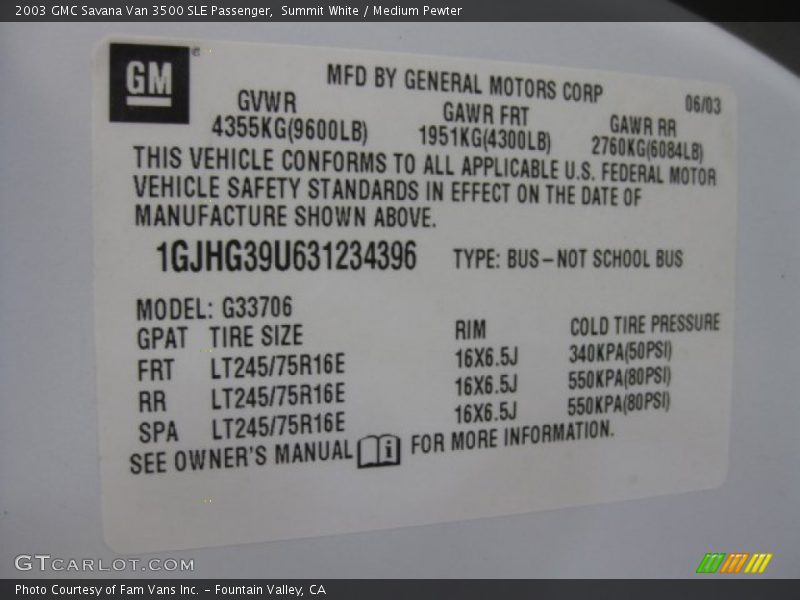 2003 GMC Savana Van 3500 SLE Passenger, Summit White / Medium Pewter
GM
MFD BY GENERAL MOTORS CORP 06/03
GVWR GAWR FRT GAWR RR
4355KG(9600LB) 1951KG(4300LB) 2760KG(6084LB)
THIS VEHICLE CONFORMS TO ALL APPLICABLE U.S. FEDERAL MOTOR
VEHICLE SAFETY STANDARDS IN EFFECT ON THE DATE OF
MANUFACTURE SHOWN ABOVE.
1GJHG39U631234396 TYPE: BUS–NOT SCHOOL BUS
MODEL: G33706
GPAT TIRE SIZE RIM COLD TIRE PRESSURE
FRT LT245/75R16E 16X6.5J 340KPA(50PSI)
RR LT245/75R16E 16X6.5J 550KPA(80PSI)
SPA LT245/75R16E 16X6.5J 550KPA(80PSI)
SEE OWNER'S MANUAL i FOR MORE INFORMATION.
GTCARLOT.COM
Photo Courtesy of Fam Vans Inc. - Fountain Valley, CA